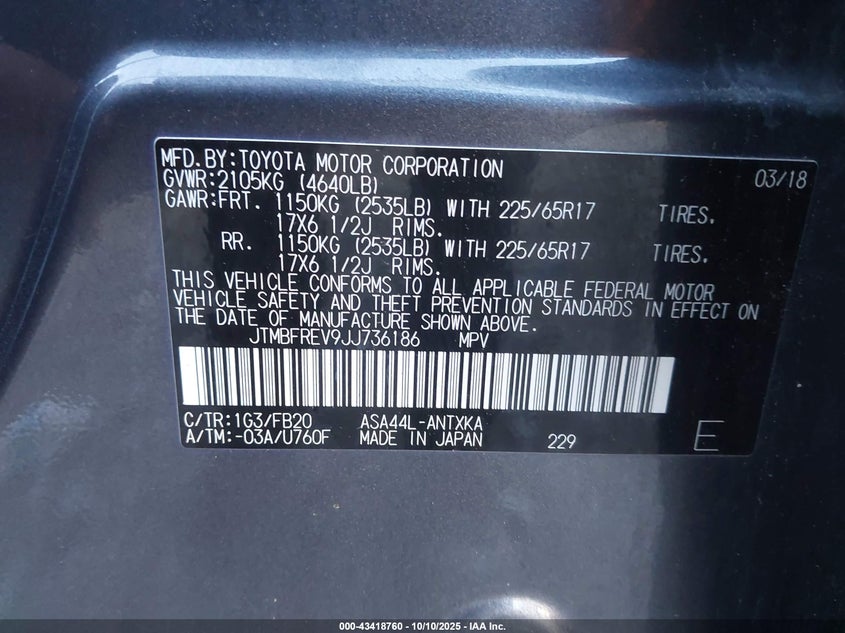 MFD.BY:TOYOTA MOTOR CORPORATION 03/18
GVWR:2105KG (4640LB)
GAWR:FRT. 1150KG (2535LB) WITH 225/65R17 TIRES.
17X6 1/2J RIMS.
RR. 1150KG (2535LB) WITH 225/65R17 TIRES.
17X6 1/2J RIMS.
THIS VEHICLE CONFORMS TO ALL APPLICABLE FEDERAL MOTOR
VEHICLE SAFETY AND THEFT PREVENTION STANDARDS IN EFFECT ON
THE DATE OF MANUFACTURE SHOWN ABOVE.
JTMBFREV9JJ736186 MPV
C/TR:1G3/FB20 ASA44L-ANTXKA
A/TM:-03A/U760F MADE IN JAPAN 229 E
000-43418760 - 10/10/2025 - IAA Inc.